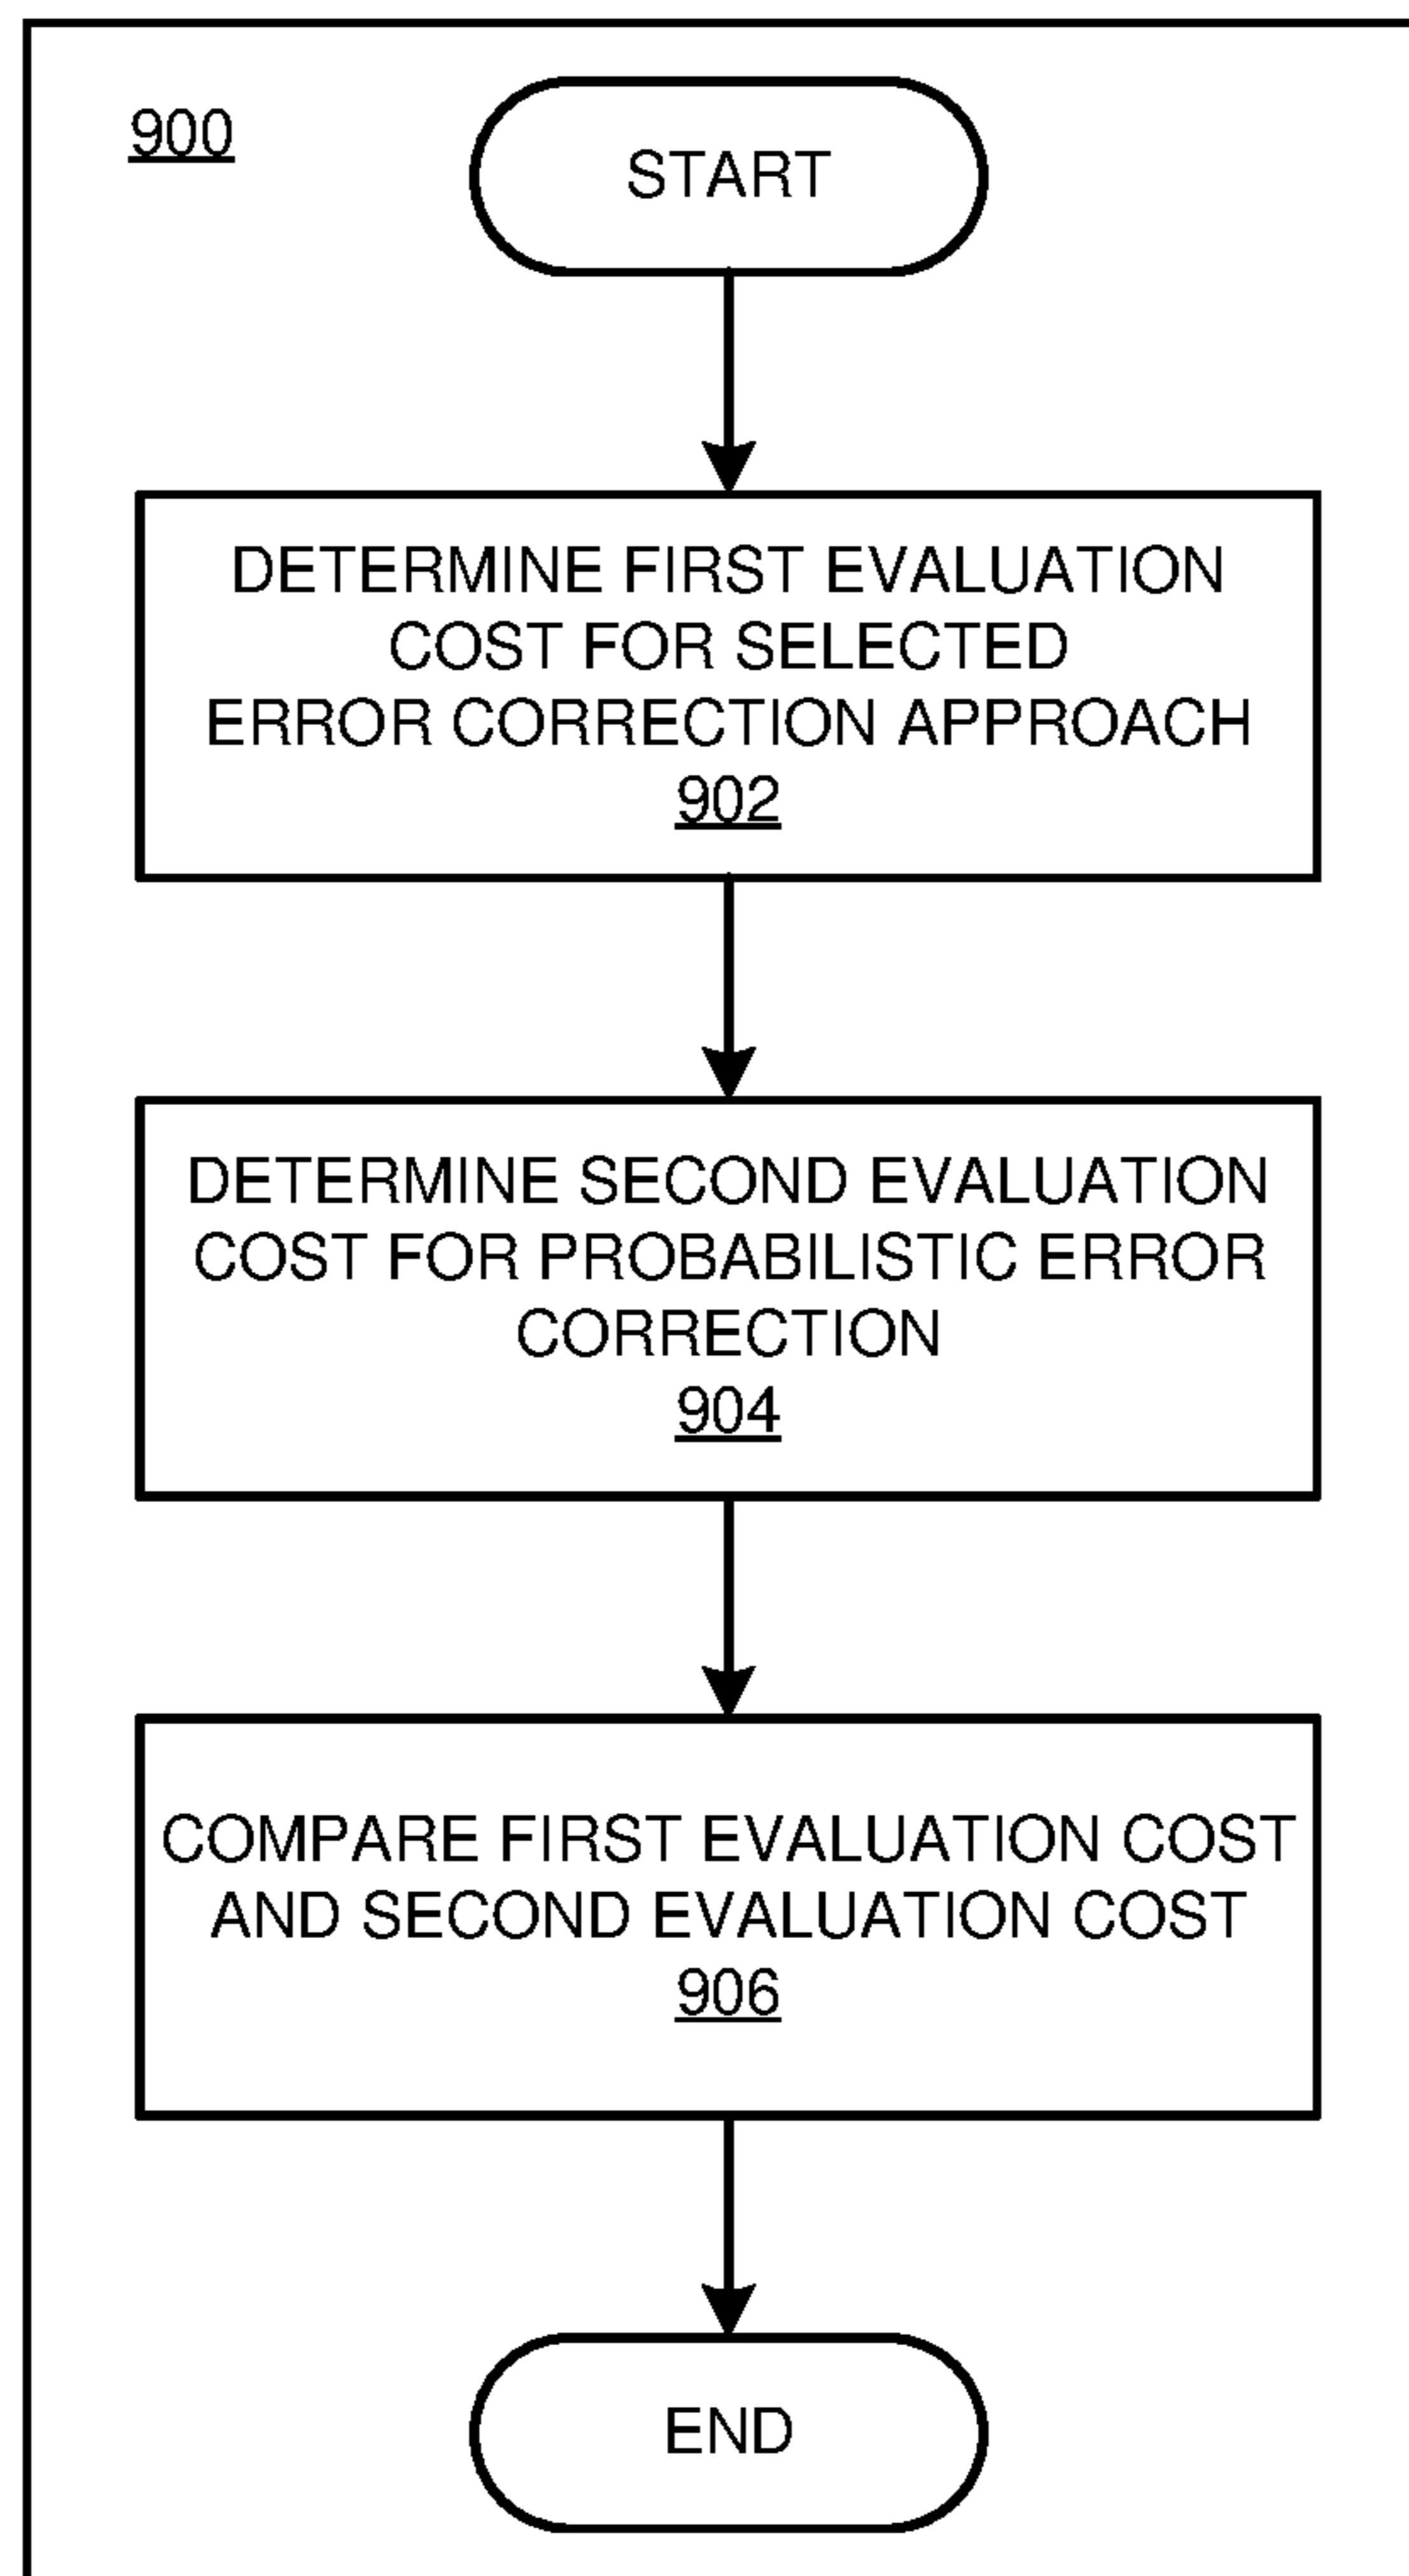 900
START
DETERMINE FIRST EVALUATION
COST FOR SELECTED
ERROR CORRECTION APPROACH
902
DETERMINE SECOND EVALUATION
COST FOR PROBABILISTIC ERROR
CORRECTION
904
COMPARE FIRST EVALUATION COST
AND SECOND EVALUATION COST
906
END